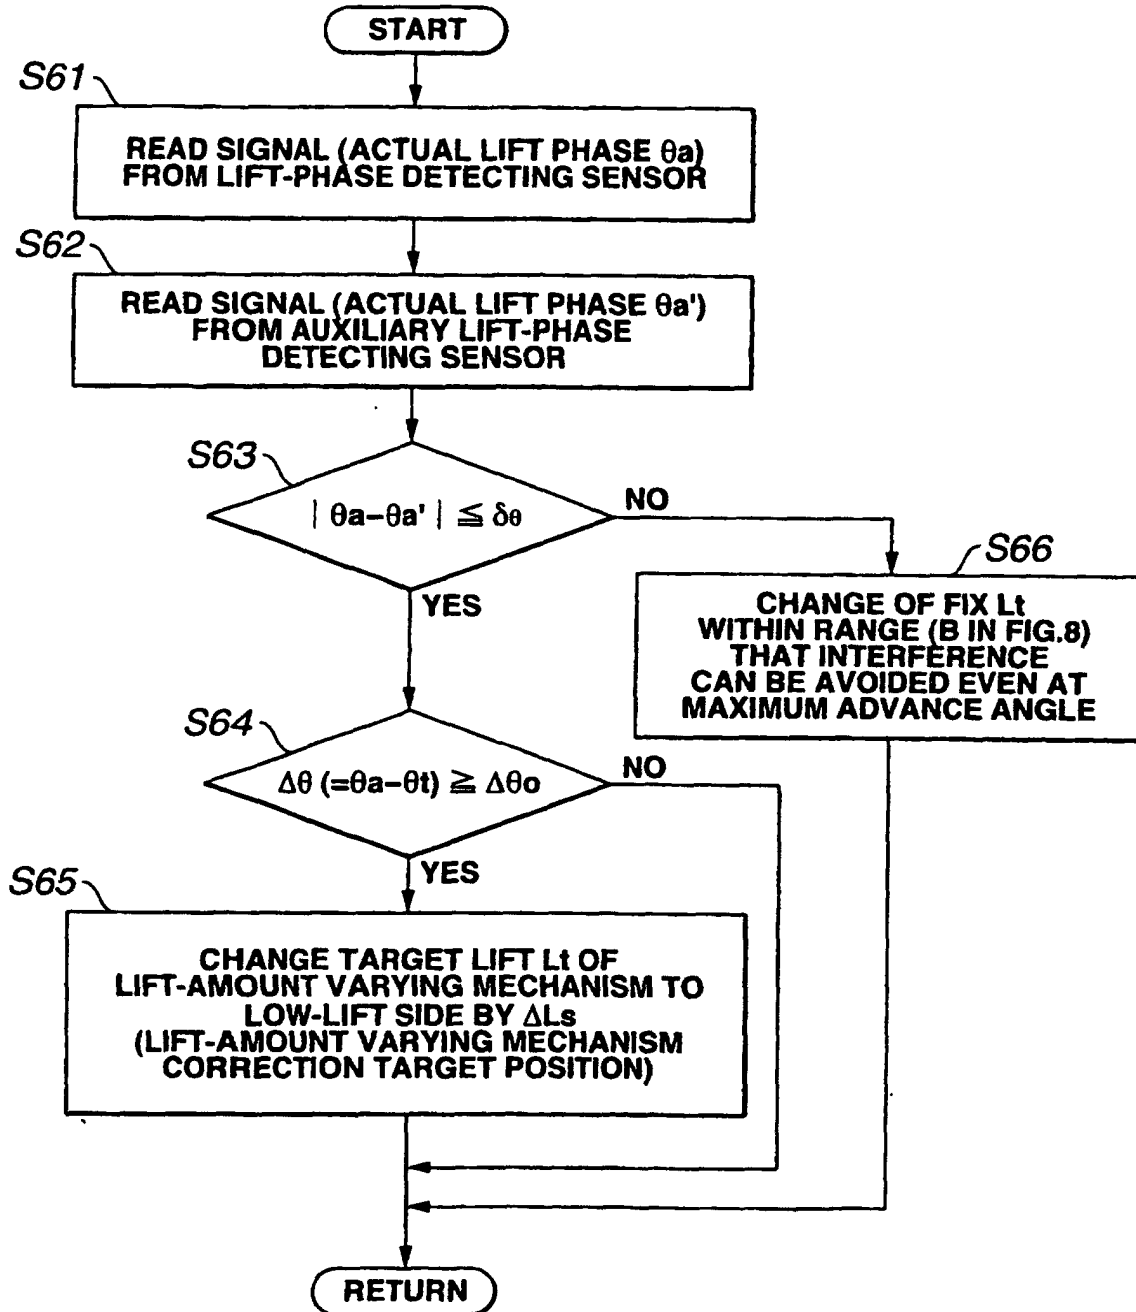 START
S61
READ SIGNAL (ACTUAL LIFT PHASE θa)
FROM LIFT-PHASE DETECTING SENSOR
S62
READ SIGNAL (ACTUAL LIFT PHASE θa')
FROM AUXILIARY LIFT-PHASE
DETECTING SENSOR
S63
| θa-θa' | ≦ δθ
NO
YES
S66
CHANGE OF FIX Lt
WITHIN RANGE (B IN FIG.8)
THAT INTERFERENCE
CAN BE AVOIDED EVEN AT
MAXIMUM ADVANCE ANGLE
S64
Δθ (=θa-θt) ≧ Δθo
NO
YES
S65
CHANGE TARGET LIFT Lt OF
LIFT-AMOUNT VARYING MECHANISM TO
LOW-LIFT SIDE BY ΔLs
(LIFT-AMOUNT VARYING MECHANISM
CORRECTION TARGET POSITION)
RETURN